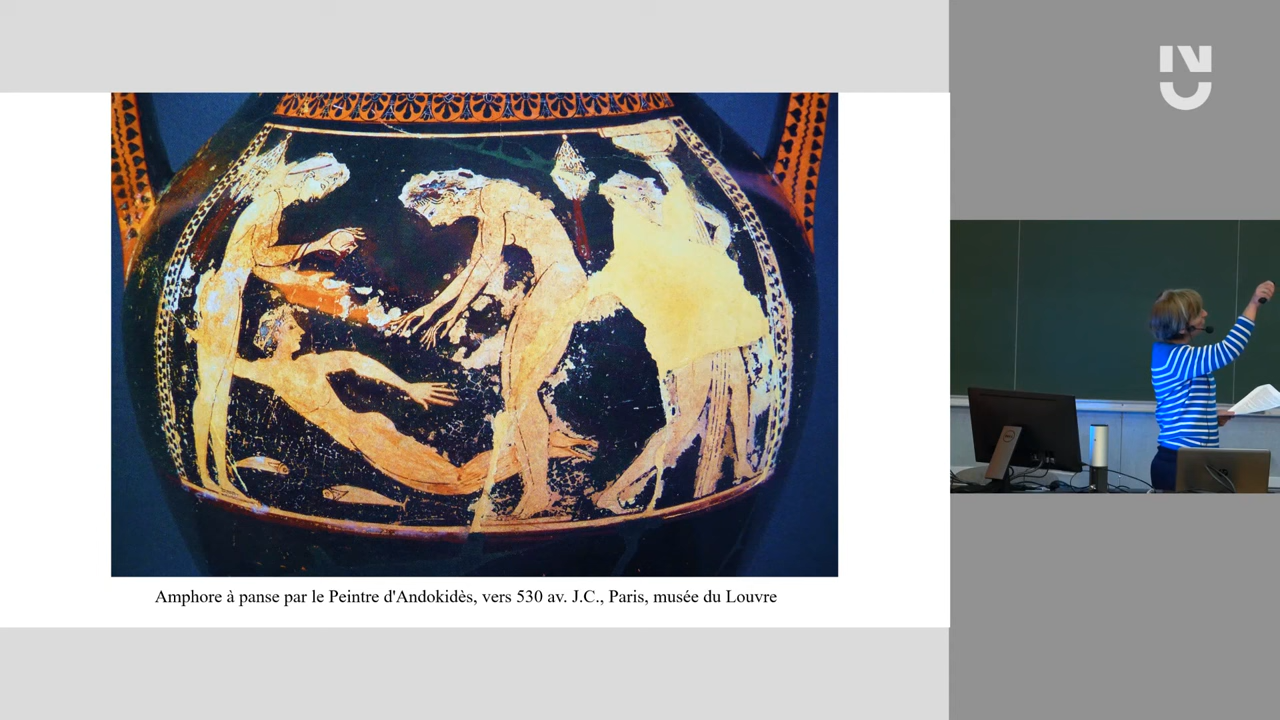 Amphore à panse par le Peintre d'Andokidès, vers 530 av. J.C., Paris, musée du Louvre